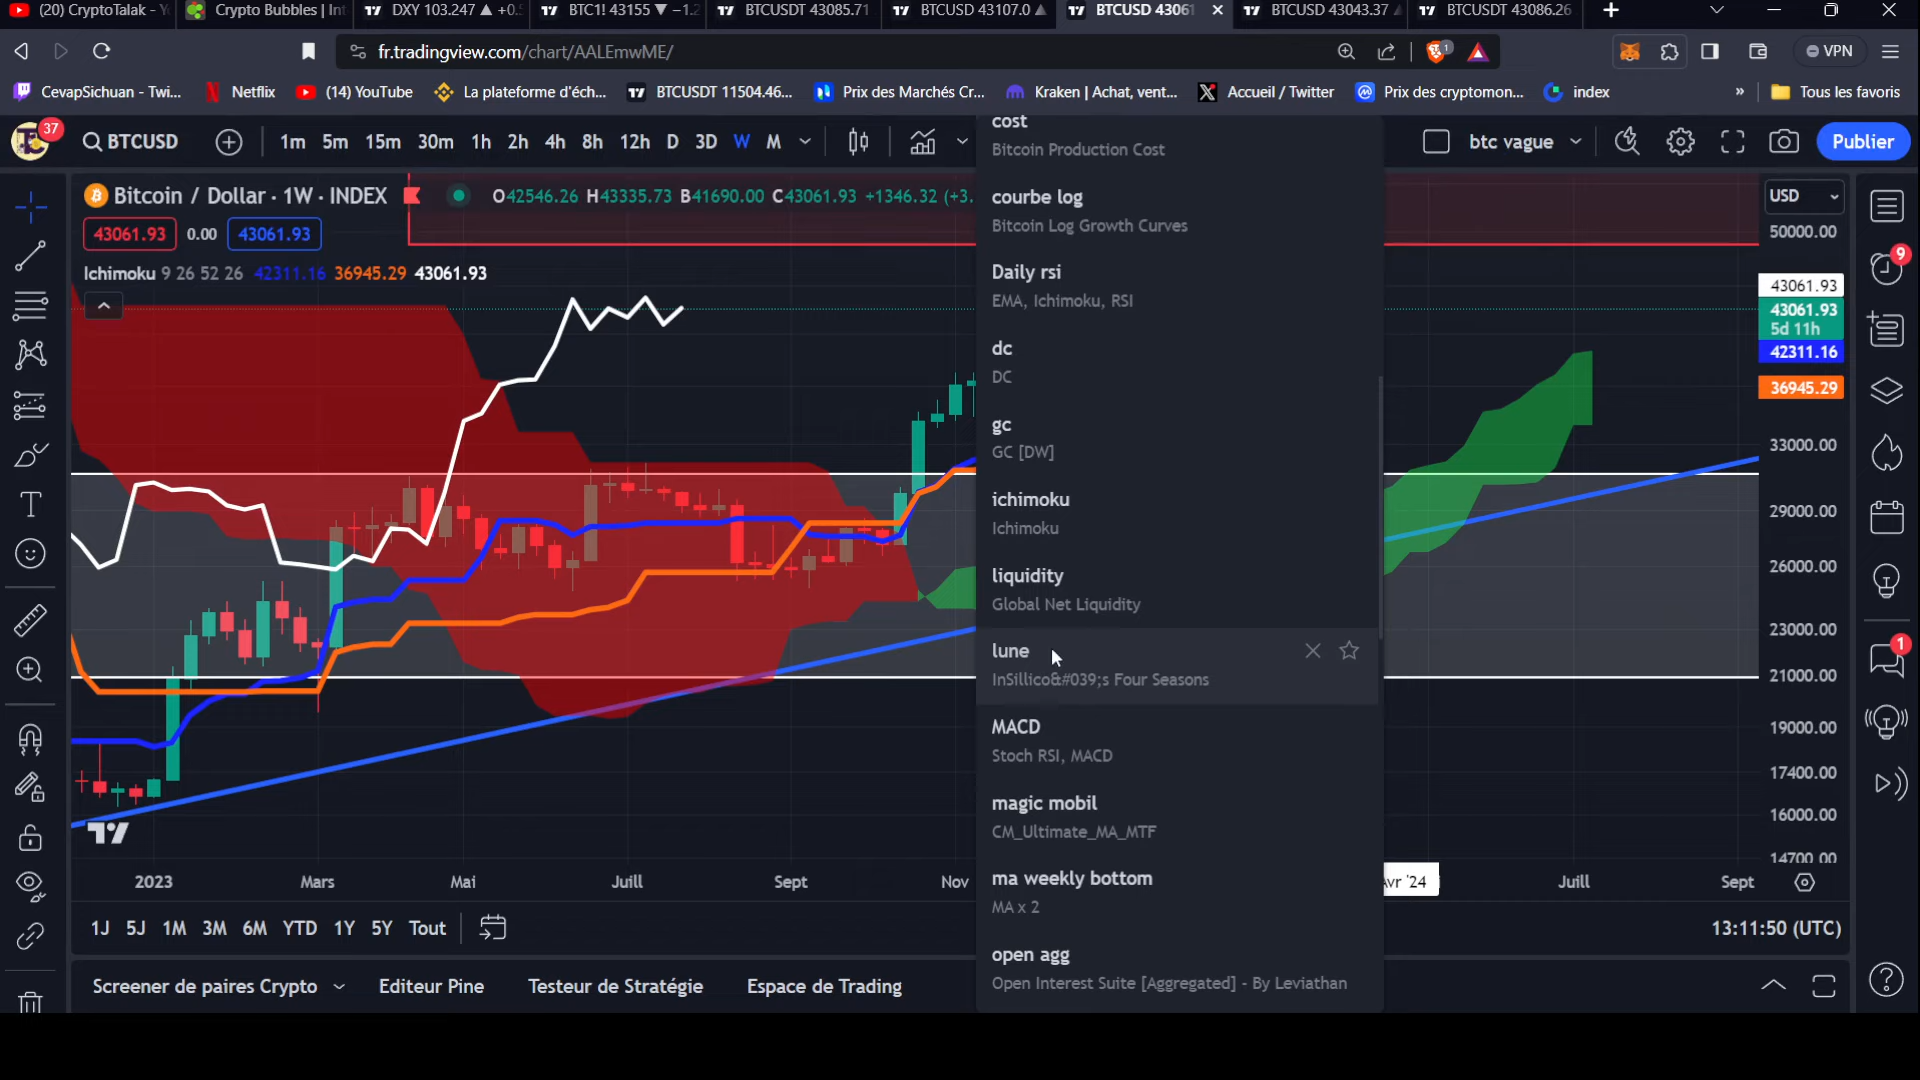 (20) CryptoTalak - Y
Crypto Bubbles | Int
DXY 103.247 ▲ +0.
BTC1! 43155 ▼ −1.2
BTCUSDT 43085.71
BTCUSD 43107.0 ▲
BTCUSD 43061
BTCUSD 43043.37
BTCUSDT 43086.26
fr.tradingview.com/chart/AALEmwME/
1
VPN
CevapSichuan - Twi...
Netflix
(14) YouTube
La plateforme d'éch...
BTCUSDT 11504.46...
Prix des Marchés Cr...
Kraken | Achat, vent...
Accueil / Twitter
Prix des cryptomon...
index
»
Tous les favoris
37
BTCUSD
1m 5m 15m 30m 1h 2h 4h 8h 12h D 3D W M
btc vague
Publier
Bitcoin / Dollar · 1W · INDEX
O42546.26 H43335.73 B41690.00 C43061.93 +1346.32 (+3.
43061.93 0.00 43061.93
Ichimoku 9 26 52 26 42311.16 36945.29 43061.93
cost
Bitcoin Production Cost
courbe log
Bitcoin Log Growth Curves
Daily rsi
EMA, Ichimoku, RSI
dc
DC
gc
GC [DW]
ichimoku
Ichimoku
liquidity
Global Net Liquidity
lune
InSillico&#039;s Four Seasons
MACD
Stoch RSI, MACD
magic mobil
CM_Ultimate_MA_MTF
ma weekly bottom
MA x 2
open agg
Open Interest Suite [Aggregated] - By Leviathan
USD
50000.00
43061.93
43061.93
5d 11h
42311.16
36945.29
33000.00
29000.00
26000.00
23000.00
21000.00
19000.00
17400.00
16000.00
14700.00
9
1
2023 Mars Mai Juill Sept Nov Avr '24 Juill Sept
1J 5J 1M 3M 6M YTD 1Y 5Y Tout
13:11:50 (UTC)
Screener de paires Crypto
Editeur Pine
Testeur de Stratégie
Espace de Trading